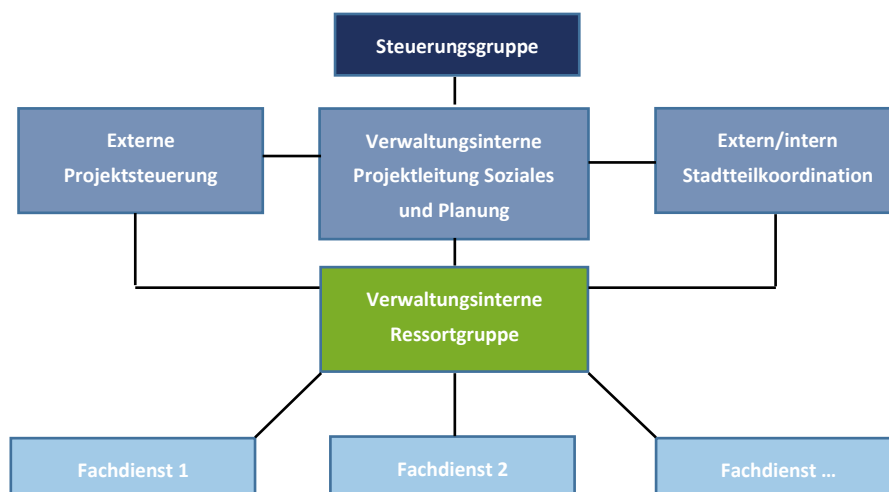 Steuerungsgruppe
Externe
Projektsteuerung
Verwaltungsinterne
Projektleitung Soziales
und Planung
Extern/intern
Stadtteilkoordination
Verwaltungsinterne
Ressortgruppe
Fachdienst 1
Fachdienst 2
Fachdienst ...